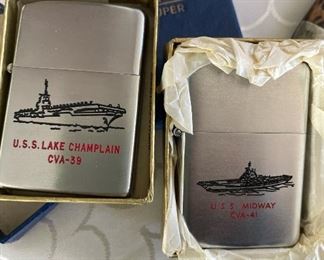 U.S.S. LAKE CHAMPLAIN
CVA-39
U.S.S. MIDWAY
CVA-41